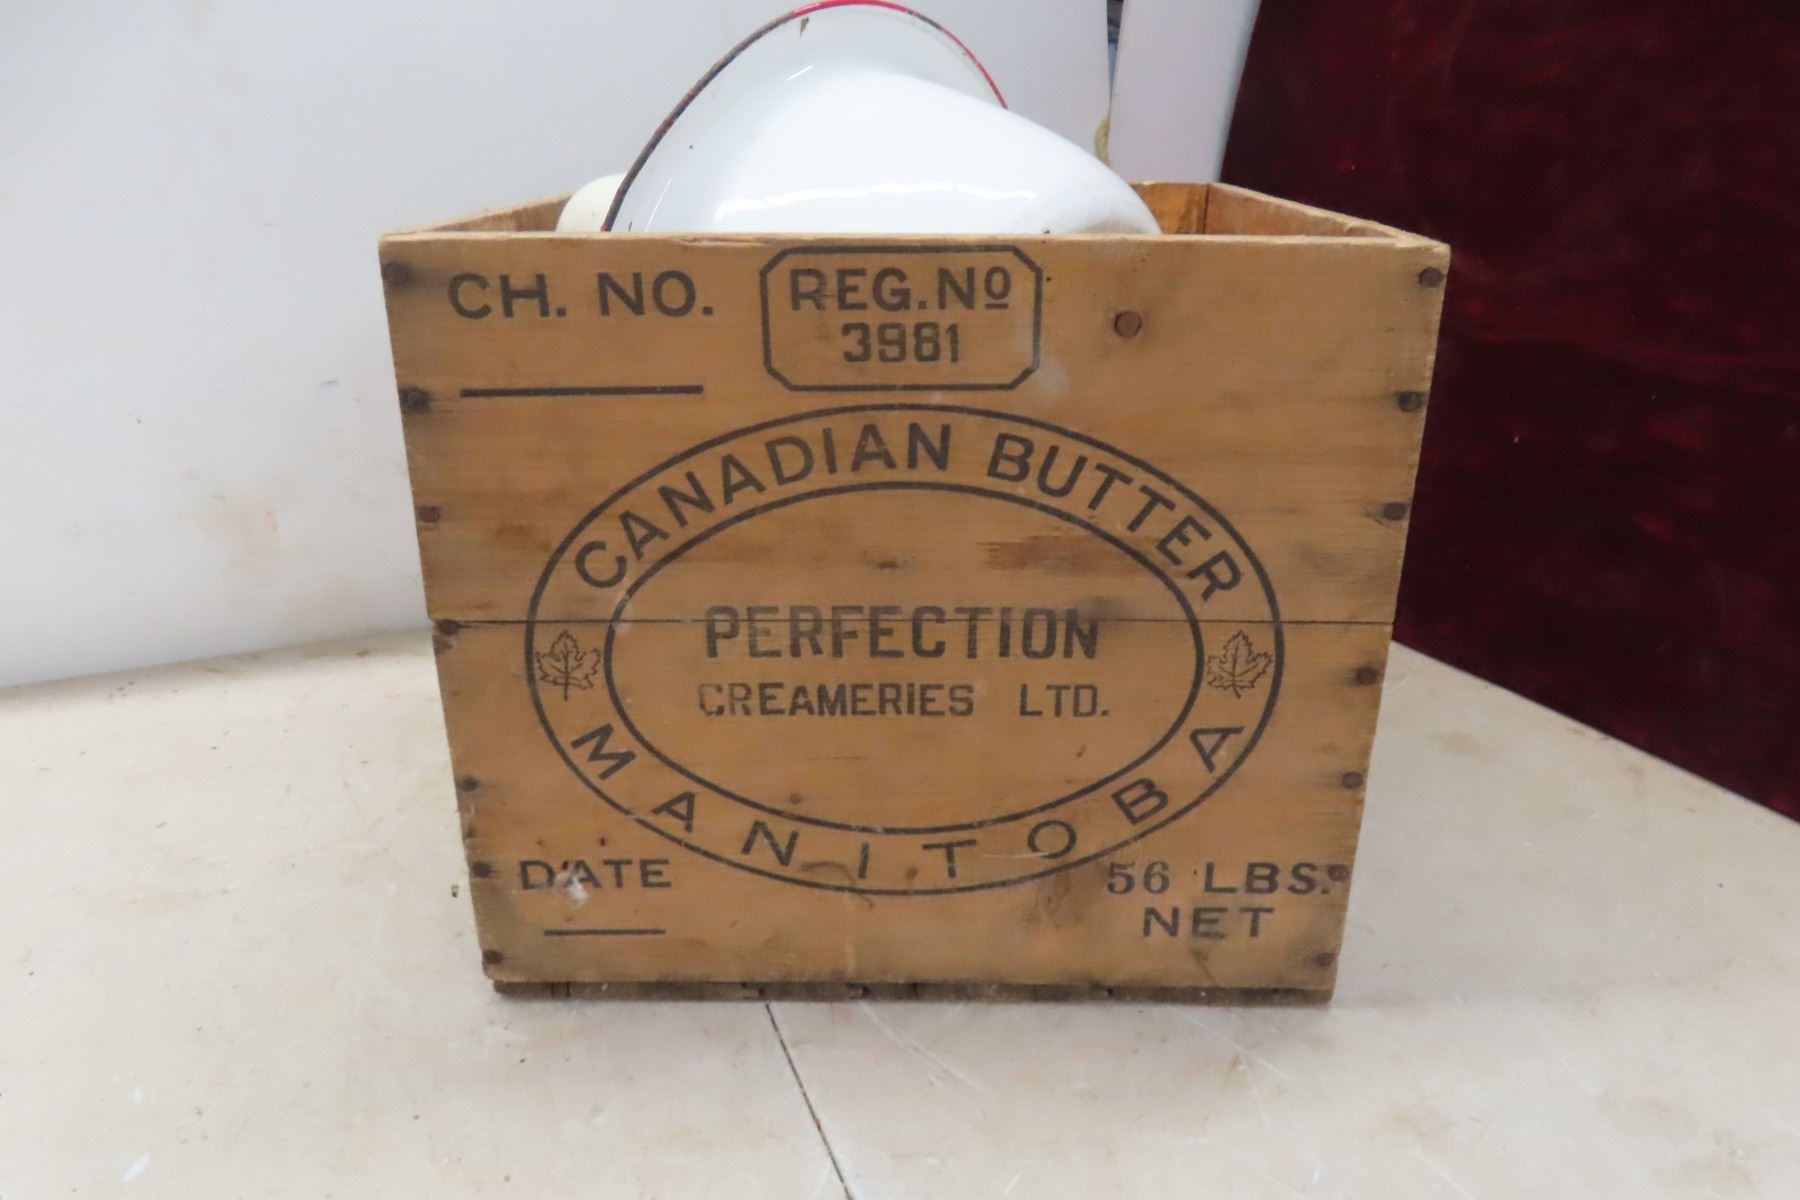 CH. NO.
REG. Nº
3981
CANADIAN BUTTER
PERFECTION
CREAMERIES LTD.
MANITOBA
DATE
56 LBS.
NET